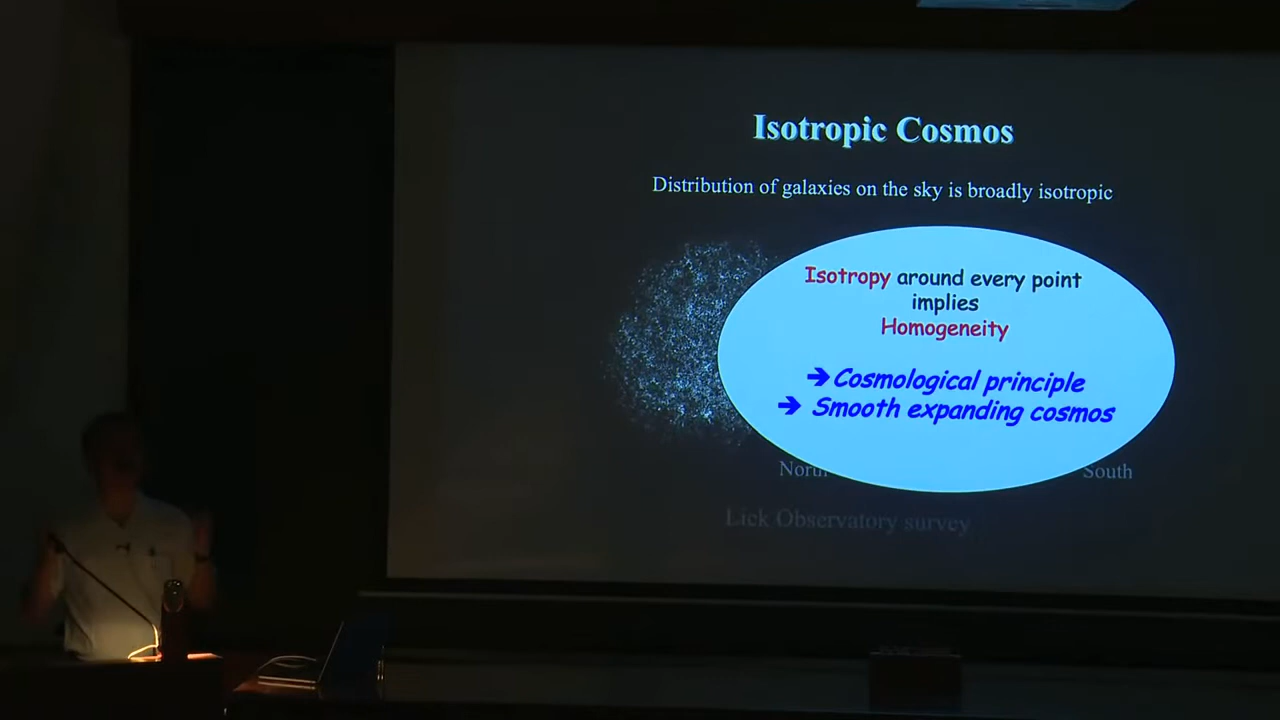 Isotropic Cosmos
Distribution of galaxies on the sky is broadly isotropic
Isotropy around every point
implies
Homogeneity
➔ Cosmological principle
➔ Smooth expanding cosmos
North South
Lick Observatory survey